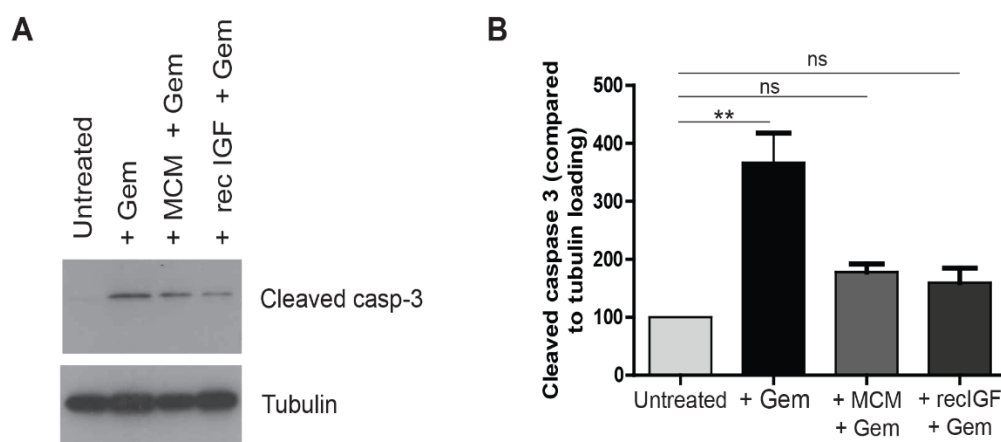 A
Untreated
+ Gem
+ MCM + Gem
+ rec IGF + Gem
Cleaved casp-3
Tubulin
B
ns
ns
**
Cleaved caspase 3 (compared
to tubulin loading)
500
400
300
200
100
0
Untreated
+ Gem
+ MCM
+ Gem
+ recIGF
+ Gem